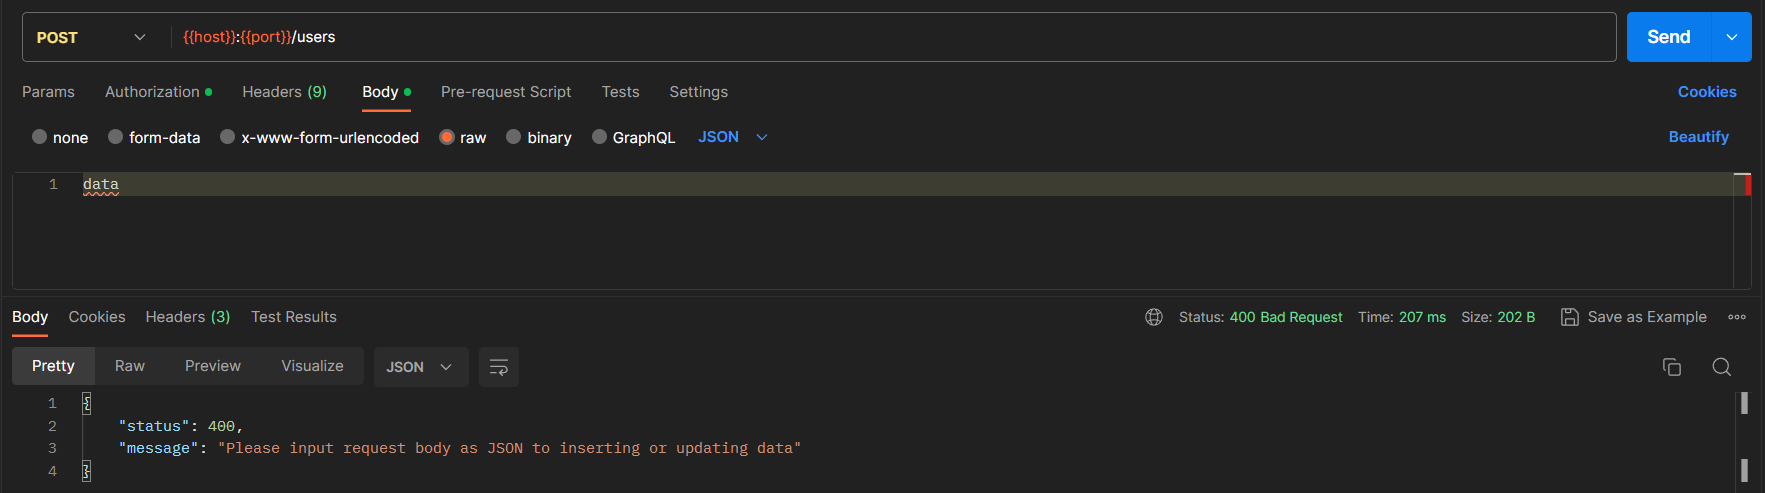 POST {{host}}:{{port}}/users Send
Params Authorization Headers (9) Body Pre-request Script Tests Settings Cookies
none form-data x-www-form-urlencoded raw binary GraphQL JSON Beautify
1 data
Body Cookies Headers (3) Test Results Status: 400 Bad Request Time: 207 ms Size: 202 B Save as Example
Pretty Raw Preview Visualize JSON
1 {
2 "status": 400,
3 "message": "Please input request body as JSON to inserting or updating data"
4 }